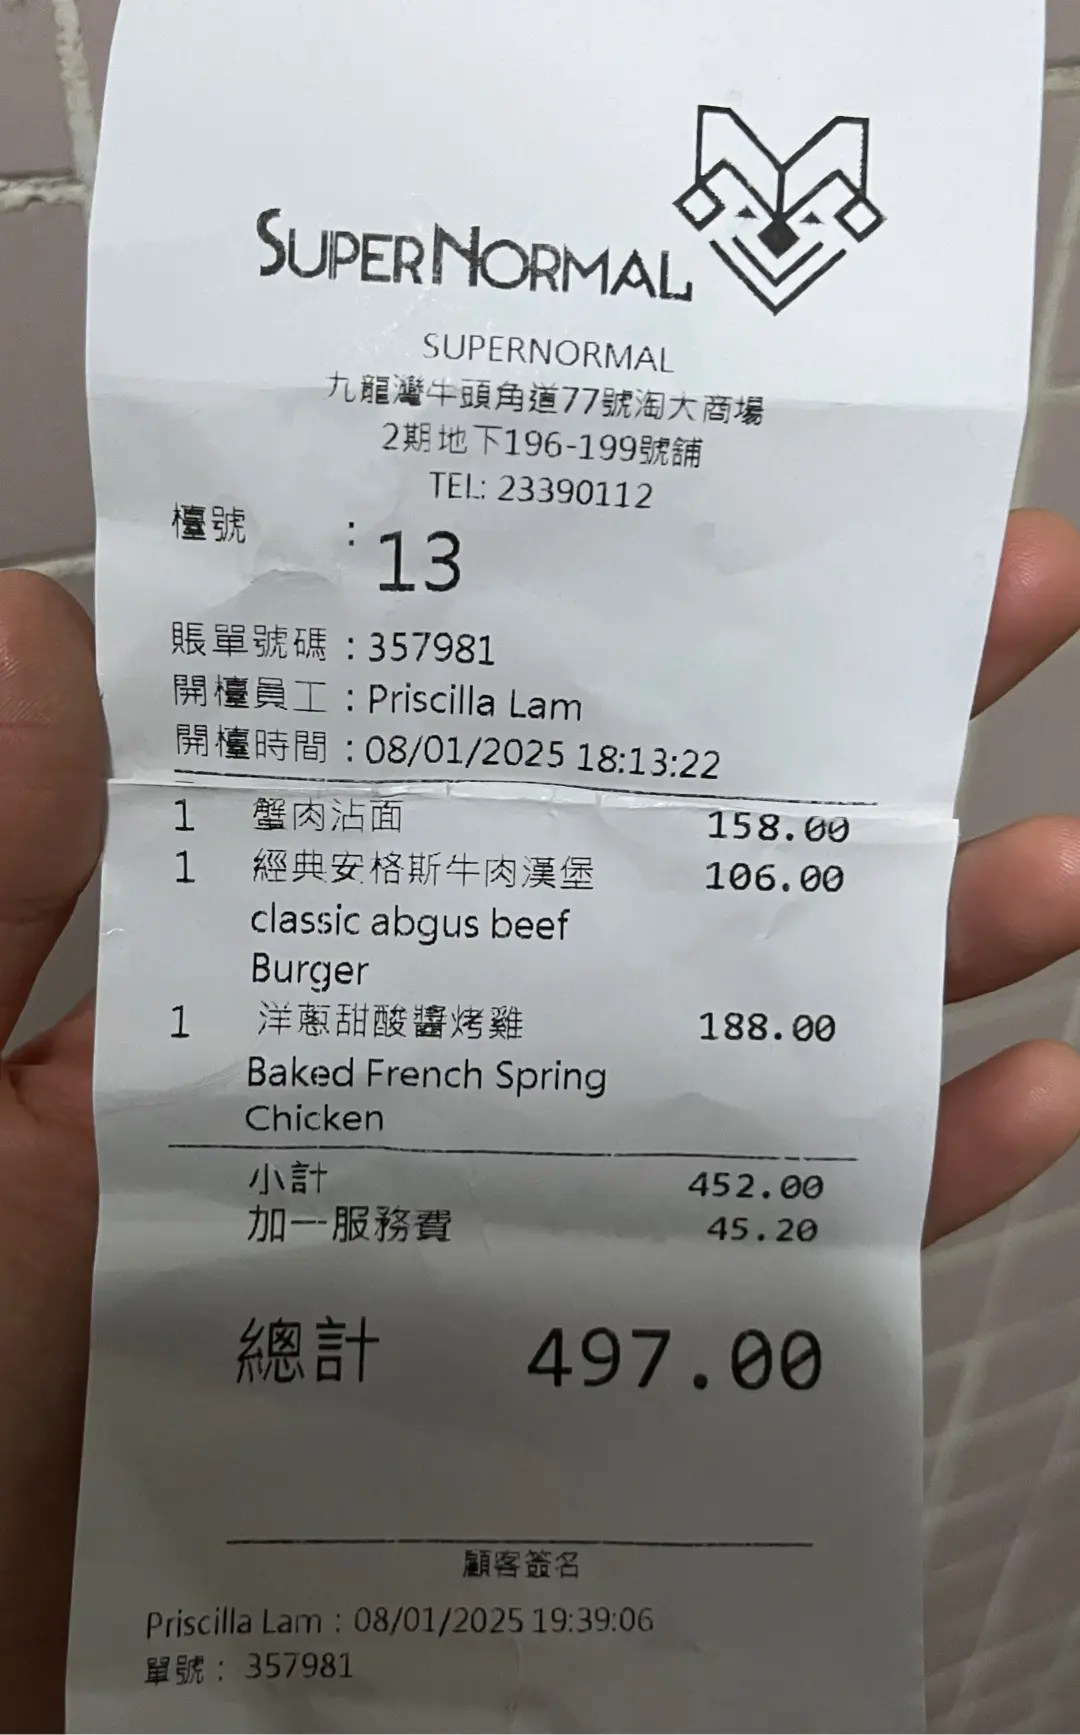 SUPERNORMAL
SUPERNORMAL
九龍灣牛頭角道77號淘大商場
2期地下196-199號舖
TEL: 23390112
檯號 : 13
賬單號碼 : 357981
開檯員工 : Priscilla Lam
開檯時間 : 08/01/2025 18:13:22
1 蟹肉沾面 158.00
1 經典安格斯牛肉漢堡 106.00
classic abgus beef
Burger
1 洋蔥甜酸醬烤雞 188.00
Baked French Spring
Chicken
小計 452.00
加一服務費 45.20
總計 497.00
顧客簽名
Priscilla Lam : 08/01/2025 19:39:06
單號 : 357981